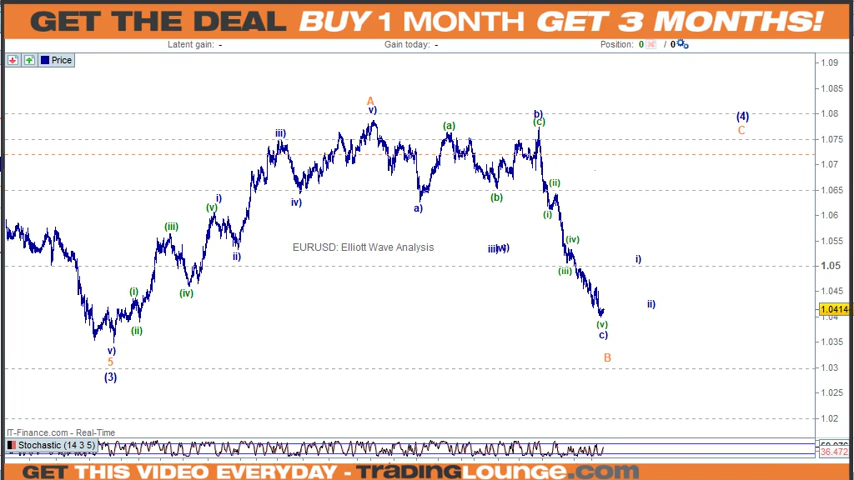 GET THE DEAL BUY 1 MONTH GET 3 MONTHS!
Latent gain: - Gain today: - Position: 0 / 0
Price
1.09
1.085
1.08
1.075
1.07
1.065
1.06
1.055
1.05
1.045
1.0414
1.04
1.03
1.025
1.02
A
v)
iii)
iv)
(a)
b)
(c)
(4)
C
a)
(b)
(ii)
(i)
(iv)
(iii)
i)
(v)
(iii)
ii)
(iv)
(i)
(ii)
v)
5
(3)
EURUSD: Elliott Wave Analysis
i)
ii)
(v)
c)
B
IT-Finance.com - Real-Time
Stochastic (14 3 5)
36.472
GET THIS VIDEO EVERYDAY - TRADINGLOUNGE.com